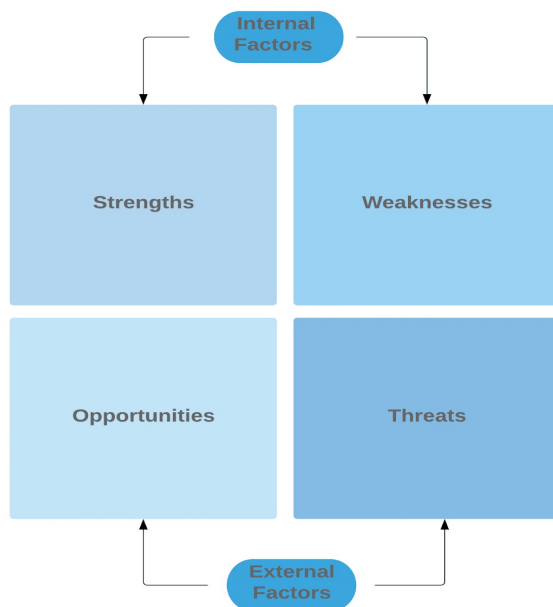 Internal
Factors
Strengths
Weaknesses
Opportunities
Threats
External
Factors